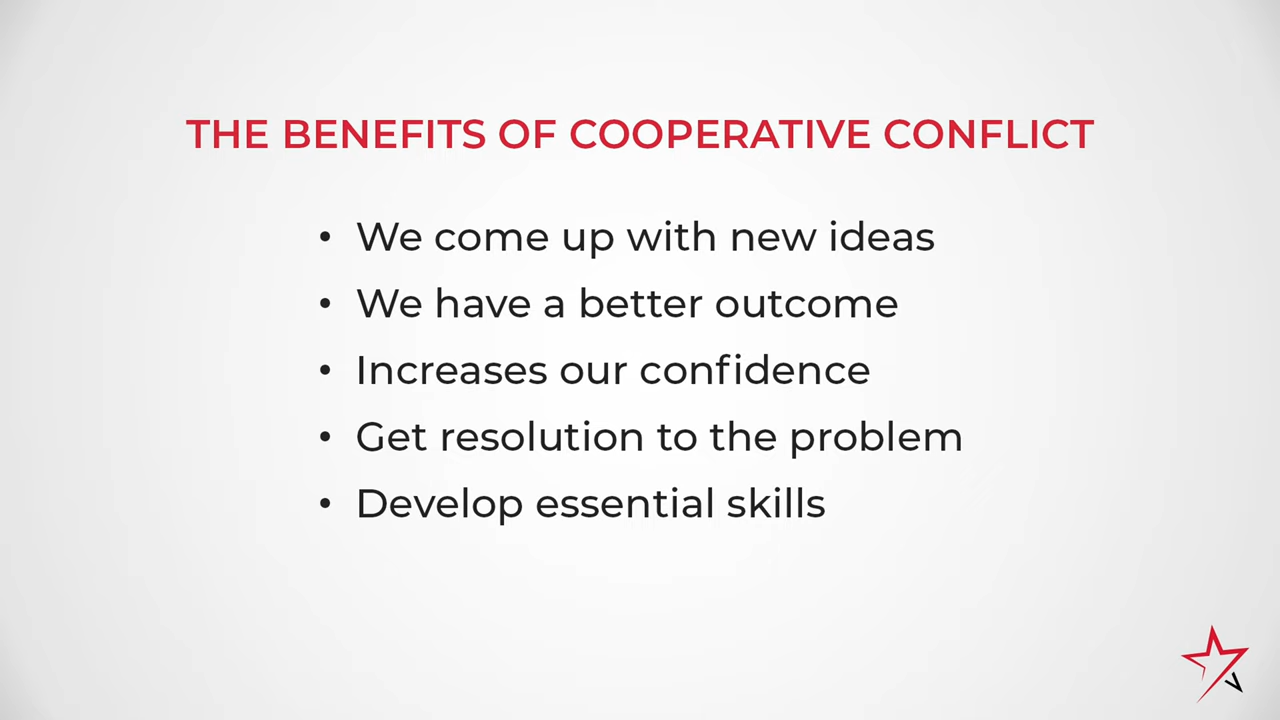 THE BENEFITS OF COOPERATIVE CONFLICT
• We come up with new ideas
• We have a better outcome
• Increases our confidence
• Get resolution to the problem
• Develop essential skills